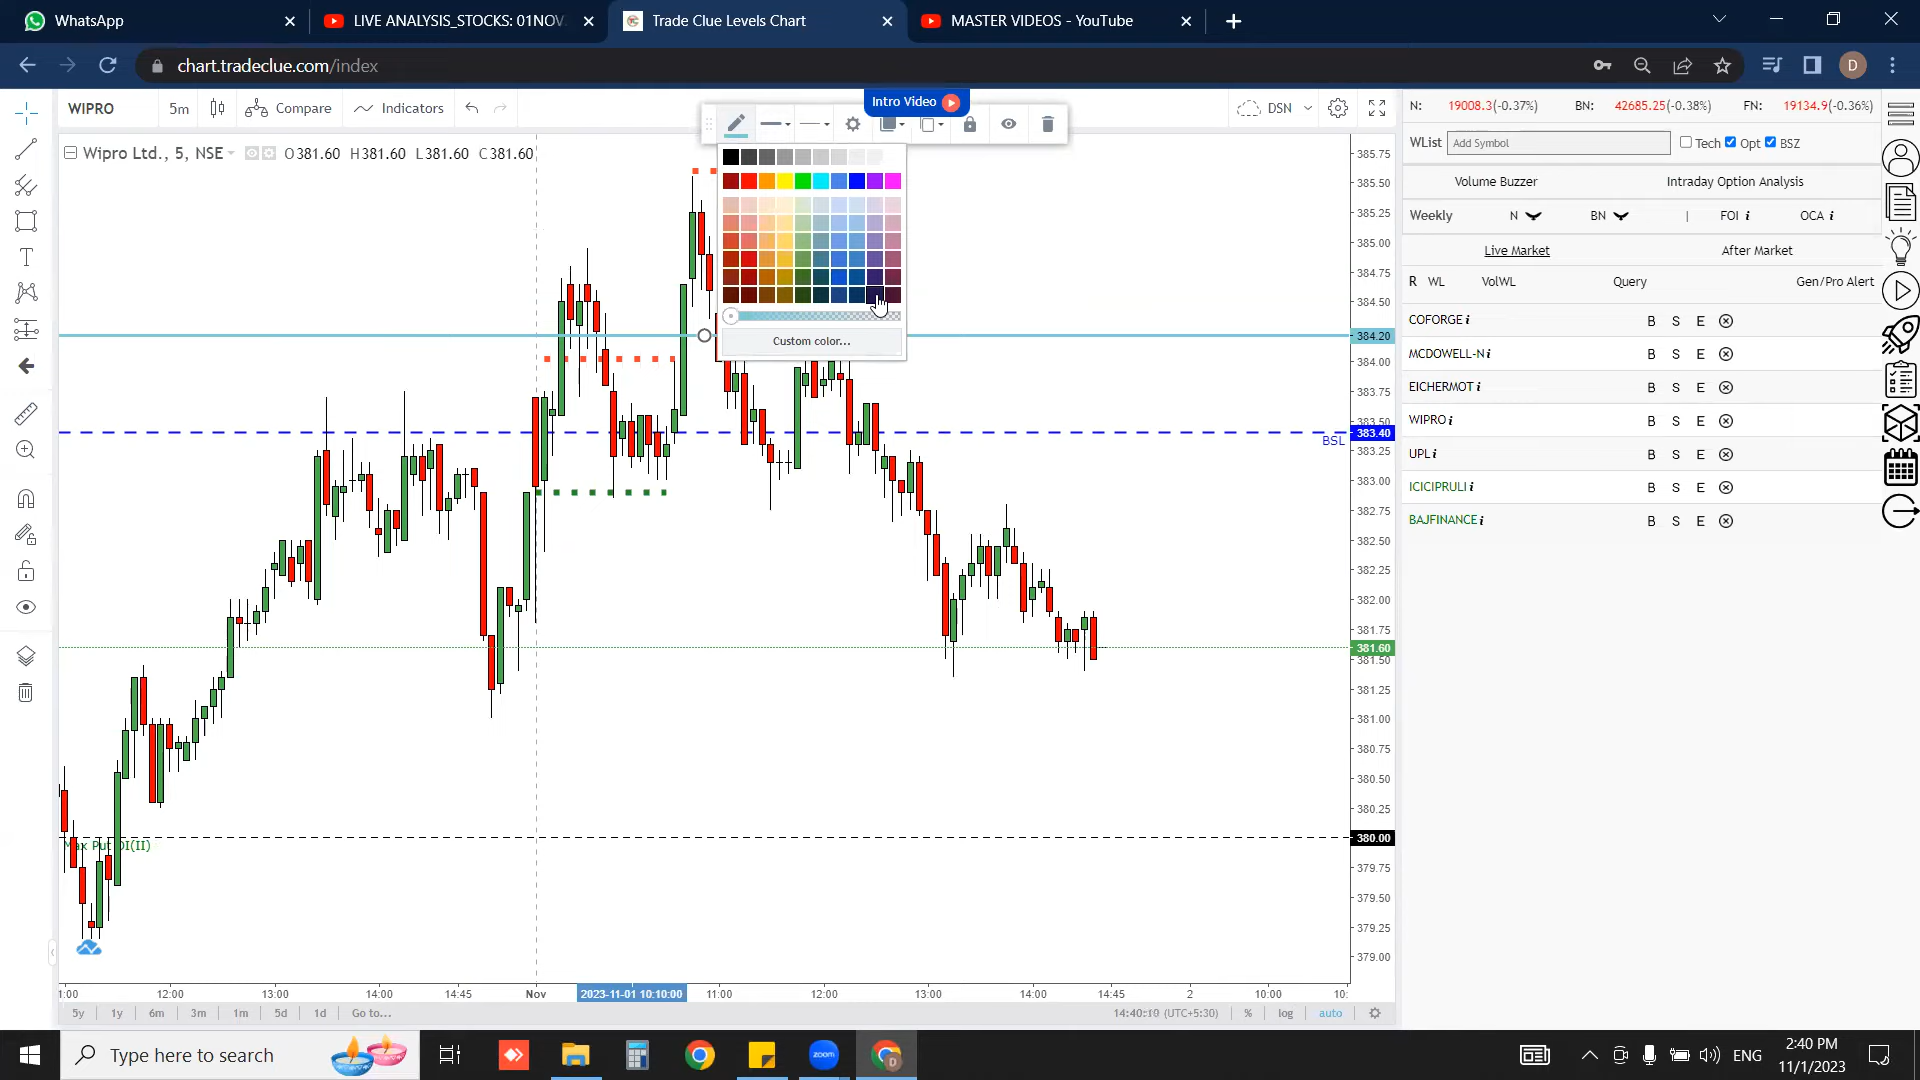 WhatsApp
LIVE ANALYSIS_STOCKS: 01NOV
Trade Clue Levels Chart
MASTER VIDEOS - YouTube
chart.tradeclue.com/index
D
WIPRO
5m
Compare
Indicators
Intro Video
DSN
N: 19008.3(-0.37%) BN: 42685.25(-0.38%) FN: 19134.9(-0.36%)
WList Add Symbol Tech Opt BSZ
Volume Buzzer Intraday Option Analysis
Weekly N BN | FOI i OCA i
Live Market After Market
R WL VolWL Query Gen/Pro Alert
COFORGE i B S E
MCDOWELL-N i B S E
EICHERMOT i B S E
WIPRO i B S E
UPL i B S E
ICICIPRULI i B S E
BAJFINANCE i B S E
Wipro Ltd., 5, NSE O381.60 H381.60 L381.60 C381.60
Custom color...
385.75
385.50
385.25
385.00
384.75
384.50
384.20
384.00
383.75
383.50
383.40
BSL
383.25
383.00
382.75
382.50
382.25
382.00
381.75
381.60
381.50
381.25
381.00
380.75
380.50
380.25
380.00
379.75
379.50
379.25
379.00
1:00 12:00 13:00 14:00 14:45 Nov 2023-11-01 10:10:00 11:00 12:00 13:00 14:00 14:45 2 10:00 10:
5y 1y 6m 3m 1m 5d 1d Go to...
(UTC+5:30) % log auto
Type here to search
zoom
D
ENG
2:40 PM
11/1/2023